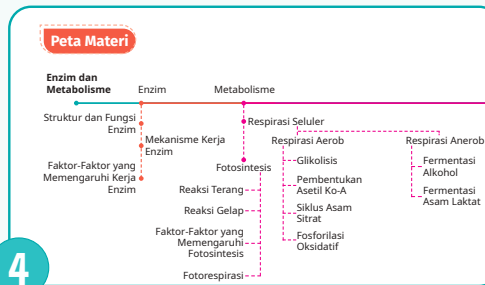 Peta Materi
Enzim dan
Metabolisme
Enzim
Metabolisme
Struktur dan Fungsi
Enzim
Mekanisme Kerja
Enzim
Faktor-Faktor yang
Memengaruhi Kerja
Enzim
Respirasi Seluler
Respirasi Aerob
Respirasi Anerob
Glikolisis
Pembentukan
Asetil Ko-A
Siklus Asam
Sitrat
Fosforilasi
Oksidatif
Fermentasi
Alkohol
Fermentasi
Asam Laktat
Fotosintesis
Reaksi Terang
Reaksi Gelap
Faktor-Faktor yang
Memengaruhi
Fotosintesis
Fotorespirasi
4